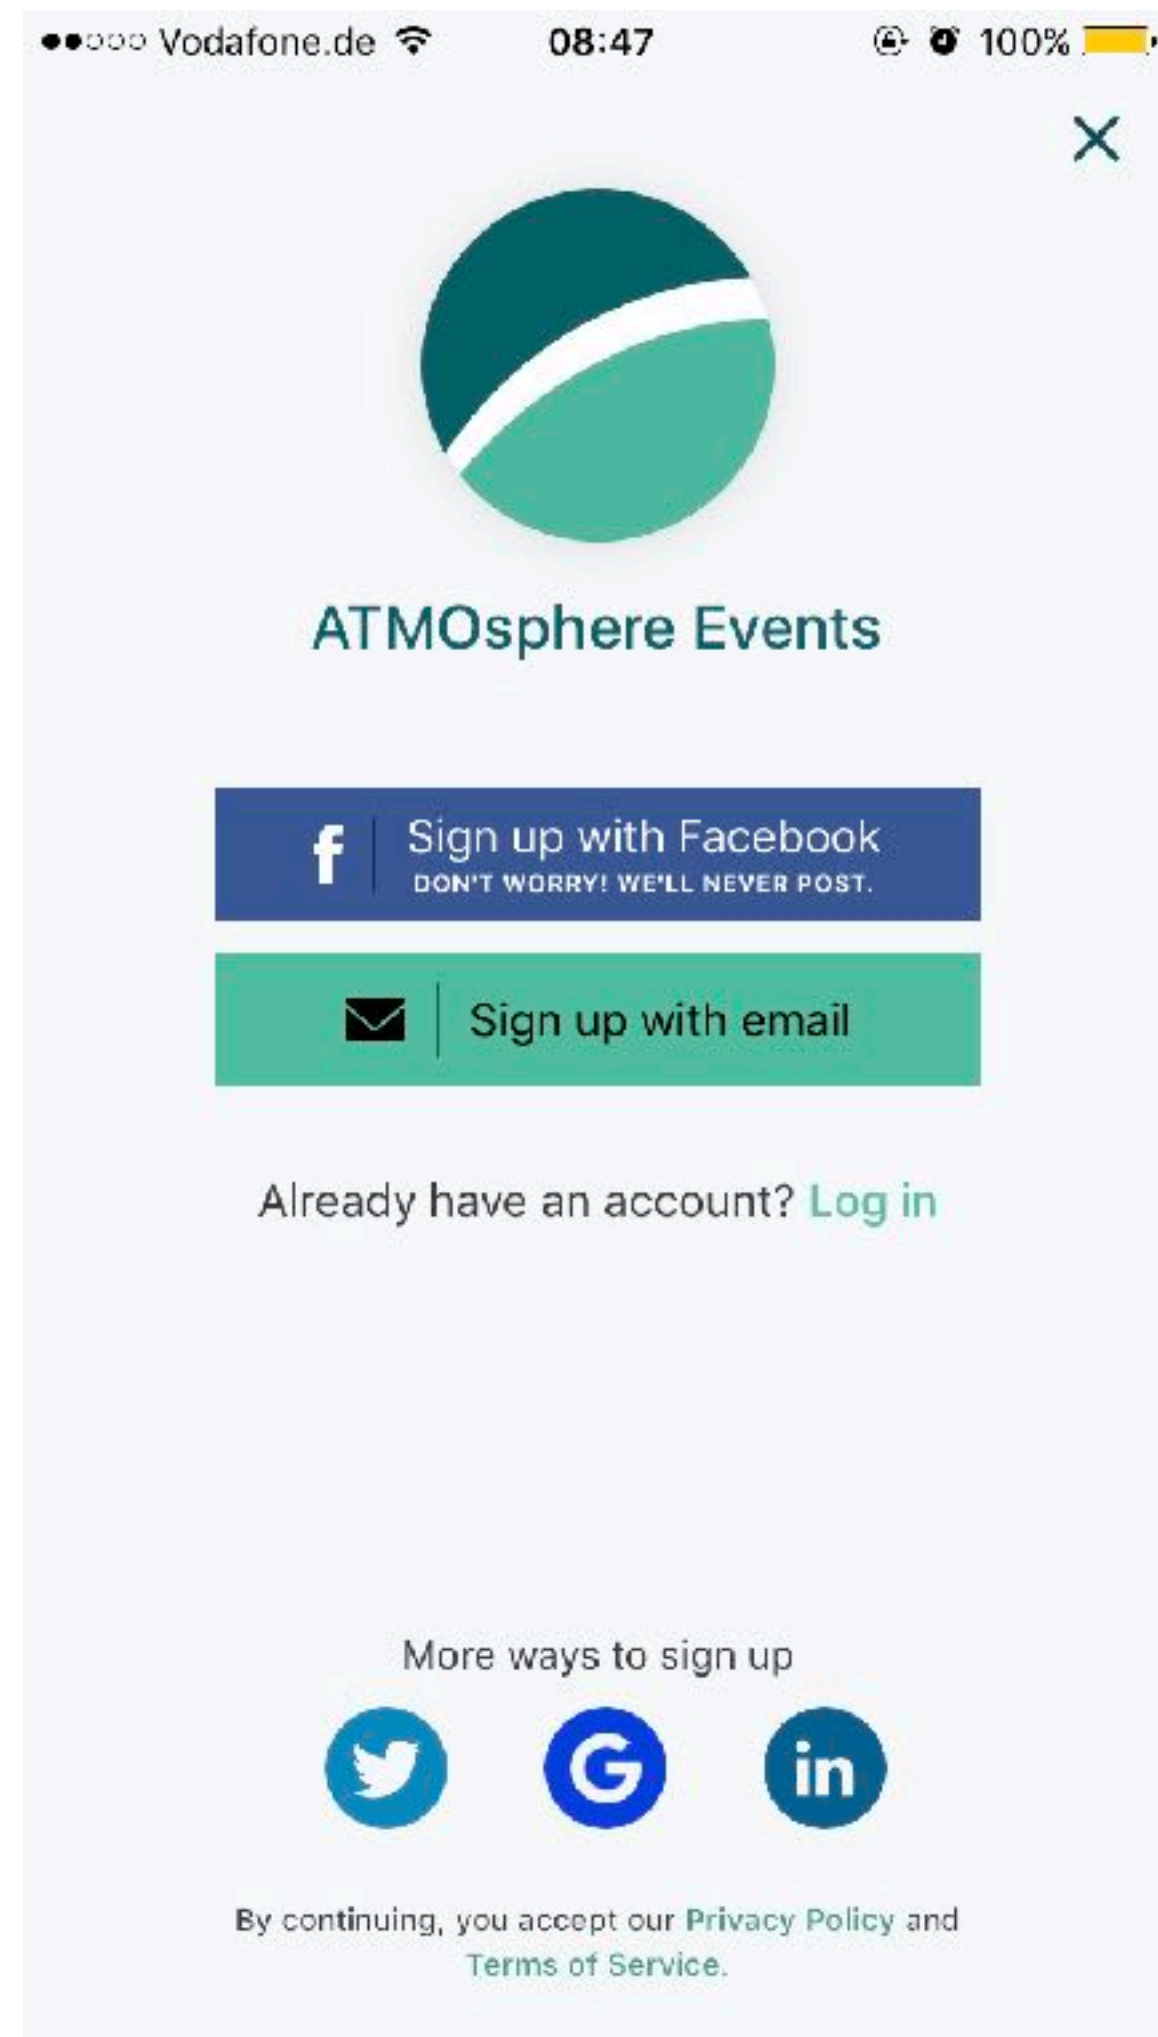 Vodafone.de 08:47 100%
ATMOsphere Events
f Sign up with Facebook
DON'T WORRY! WE'LL NEVER POST.
Sign up with email
Already have an account? Log in
More ways to sign up
G in
By continuing, you accept our Privacy Policy and
Terms of Service.